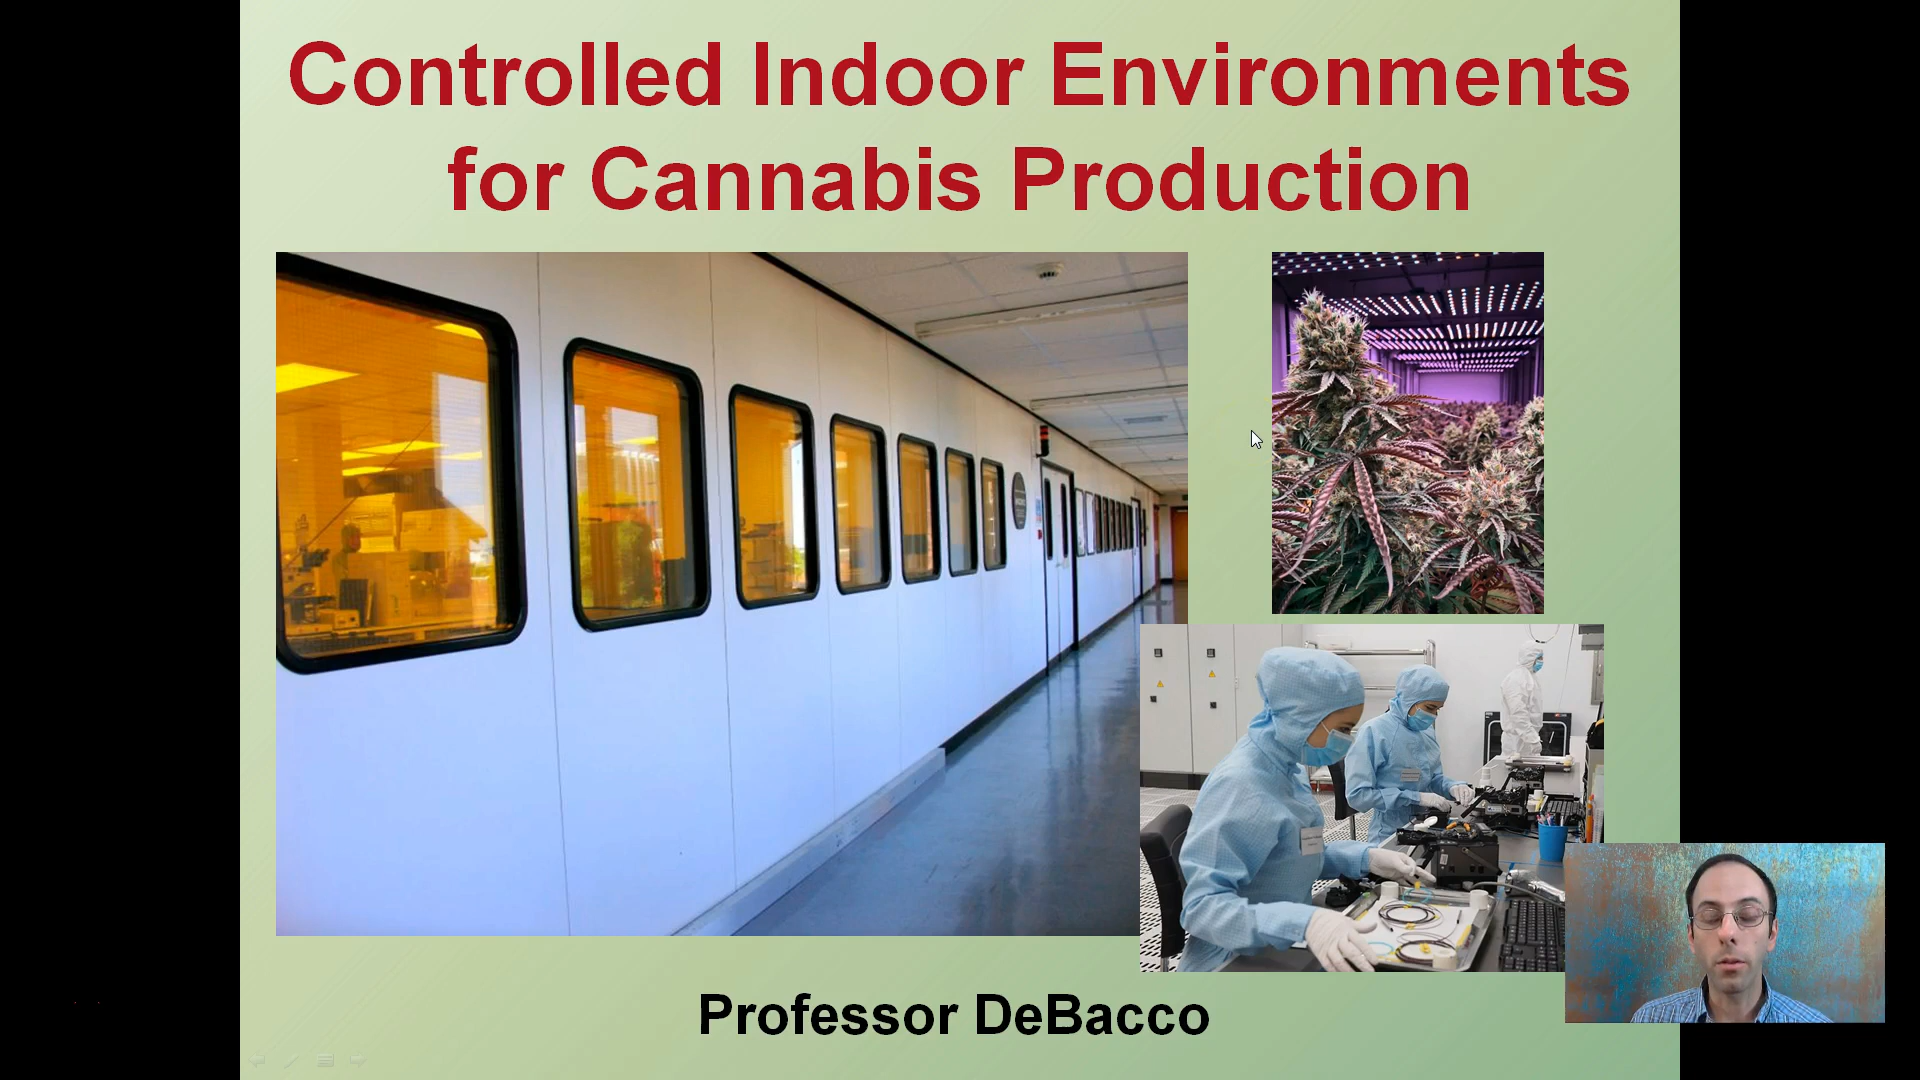 Controlled Indoor Environments
for Cannabis Production
Professor DeBacco